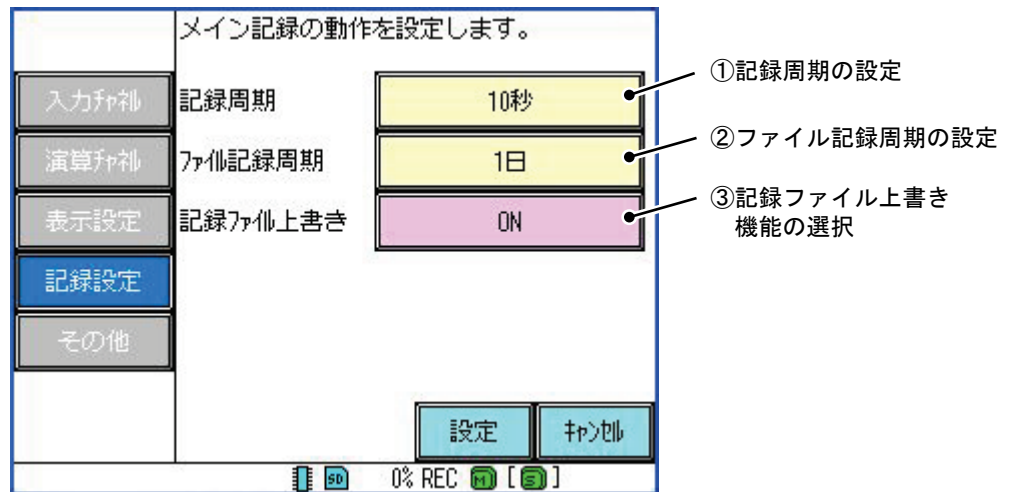 メイン記録の動作を設定します。
入力ﾁｬﾈﾙ
記録周期
10秒
①記録周期の設定
演算ﾁｬﾈﾙ
ﾌｧｲﾙ記録周期
1日
②ファイル記録周期の設定
表示設定
記録ﾌｧｲﾙ上書き
ON
③記録ファイル上書き
機能の選択
記録設定
その他
設定
ｷｬﾝｾﾙ
SD 0% REC M [S]